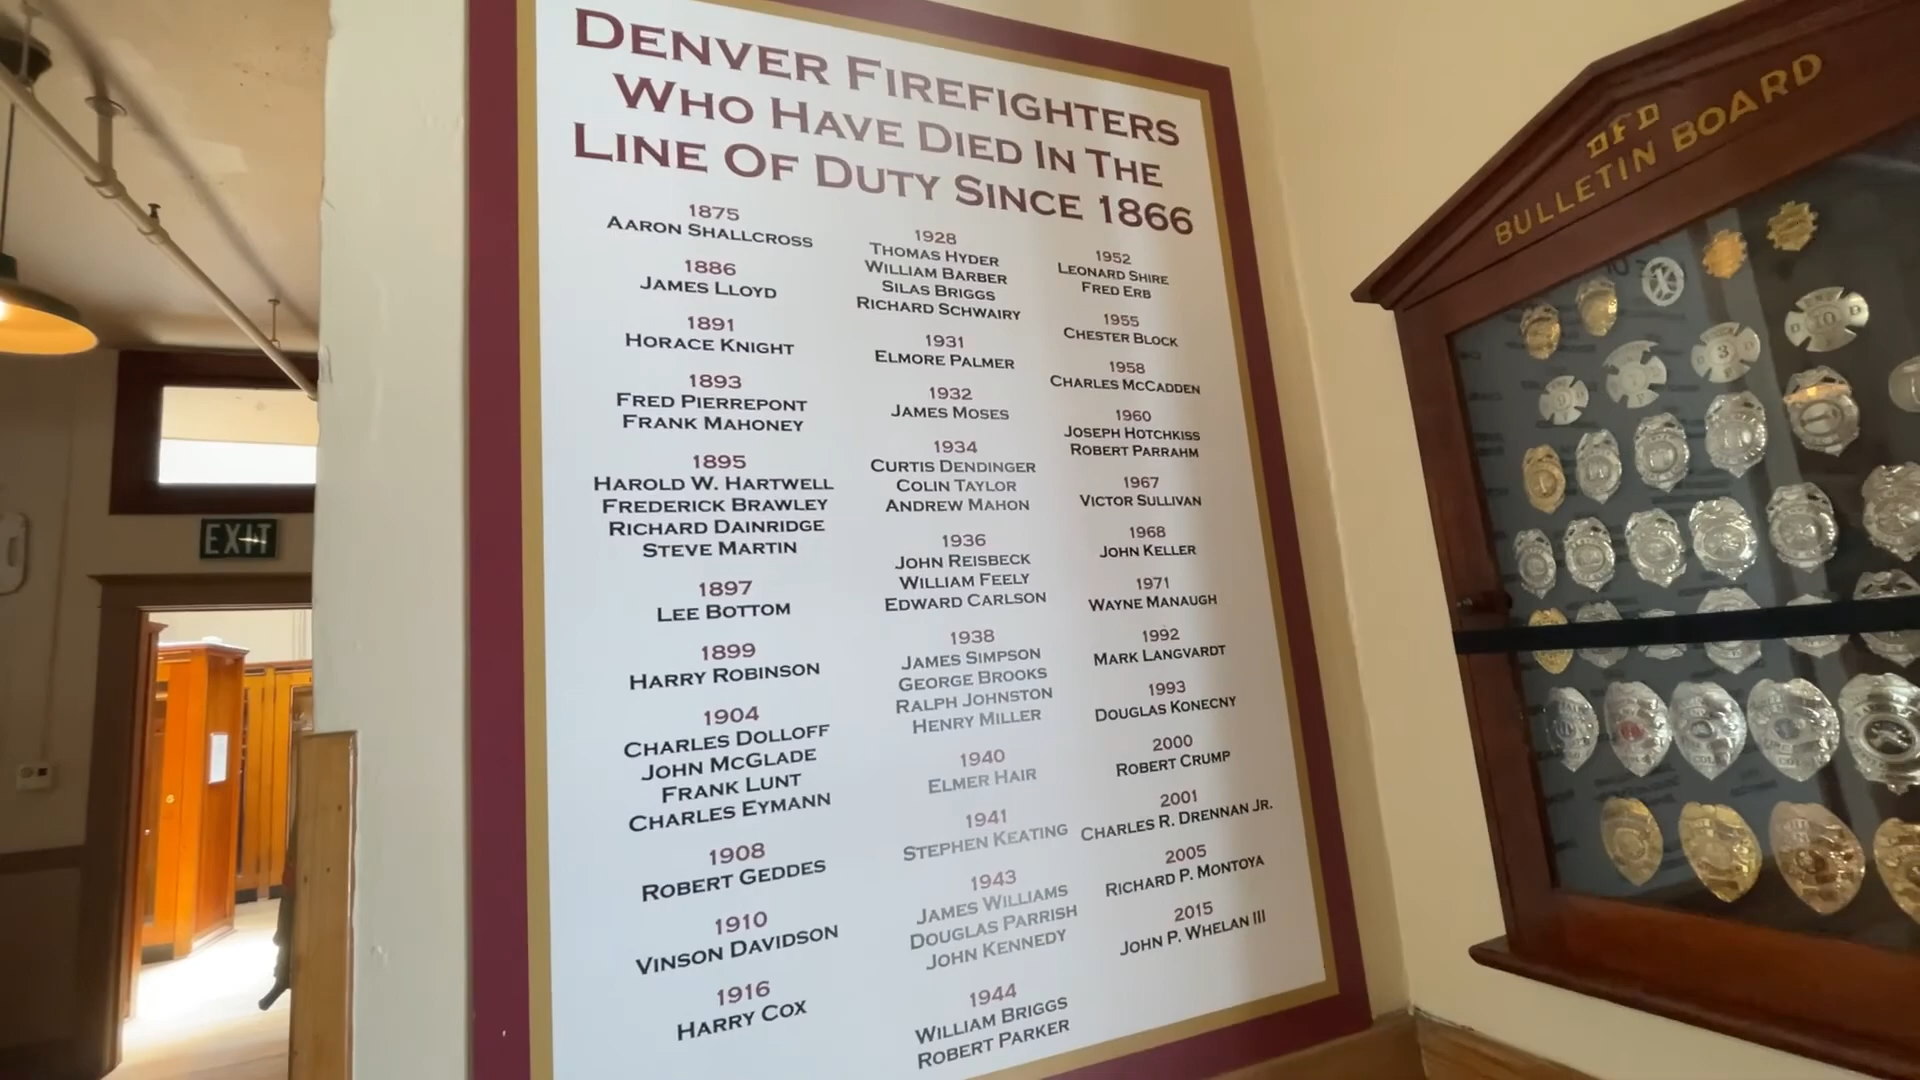 DENVER FIREFIGHTERS
WHO HAVE DIED IN THE
LINE OF DUTY SINCE 1866
1875
AARON SHALLCROSS
1886
JAMES LLOYD
1891
HORACE KNIGHT
1893
FRED PIERREPONT
FRANK MAHONEY
1895
HAROLD W. HARTWELL
FREDERICK BRAWLEY
RICHARD DAINRIDGE
STEVE MARTIN
1897
LEE BOTTOM
1899
HARRY ROBINSON
1904
CHARLES DOLLOFF
JOHN MCGLADE
FRANK LUNT
CHARLES EYMANN
1908
ROBERT GEDDES
1910
VINSON DAVIDSON
1916
HARRY COX
1928
THOMAS HYDER
WILLIAM BARBER
SILAS BRIGGS
RICHARD SCHWAIRY
1931
ELMORE PALMER
1932
JAMES MOSES
1934
CURTIS DENDINGER
COLIN TAYLOR
ANDREW MAHON
1936
JOHN REISBECK
WILLIAM FEELY
EDWARD CARLSON
1938
JAMES SIMPSON
GEORGE BROOKS
RALPH JOHNSTON
HENRY MILLER
1940
ELMER HAIR
1941
STEPHEN KEATING
1943
JAMES WILLIAMS
DOUGLAS PARRISH
JOHN KENNEDY
1944
WILLIAM BRIGGS
ROBERT PARKER
1952
LEONARD SHIRE
FRED ERB
1955
CHESTER BLOCK
1958
CHARLES MCCADDEN
1960
JOSEPH HOTCHKISS
ROBERT PARRAHM
1967
VICTOR SULLIVAN
1968
JOHN KELLER
1971
WAYNE MANAUGH
1992
MARK LANGVARDT
1993
DOUGLAS KONECNY
2000
ROBERT CRUMP
2001
CHARLES R. DRENNAN JR.
2005
RICHARD P. MONTOYA
2015
JOHN P. WHELAN III
DFD
BULLETIN BOARD
10
3
EXIT